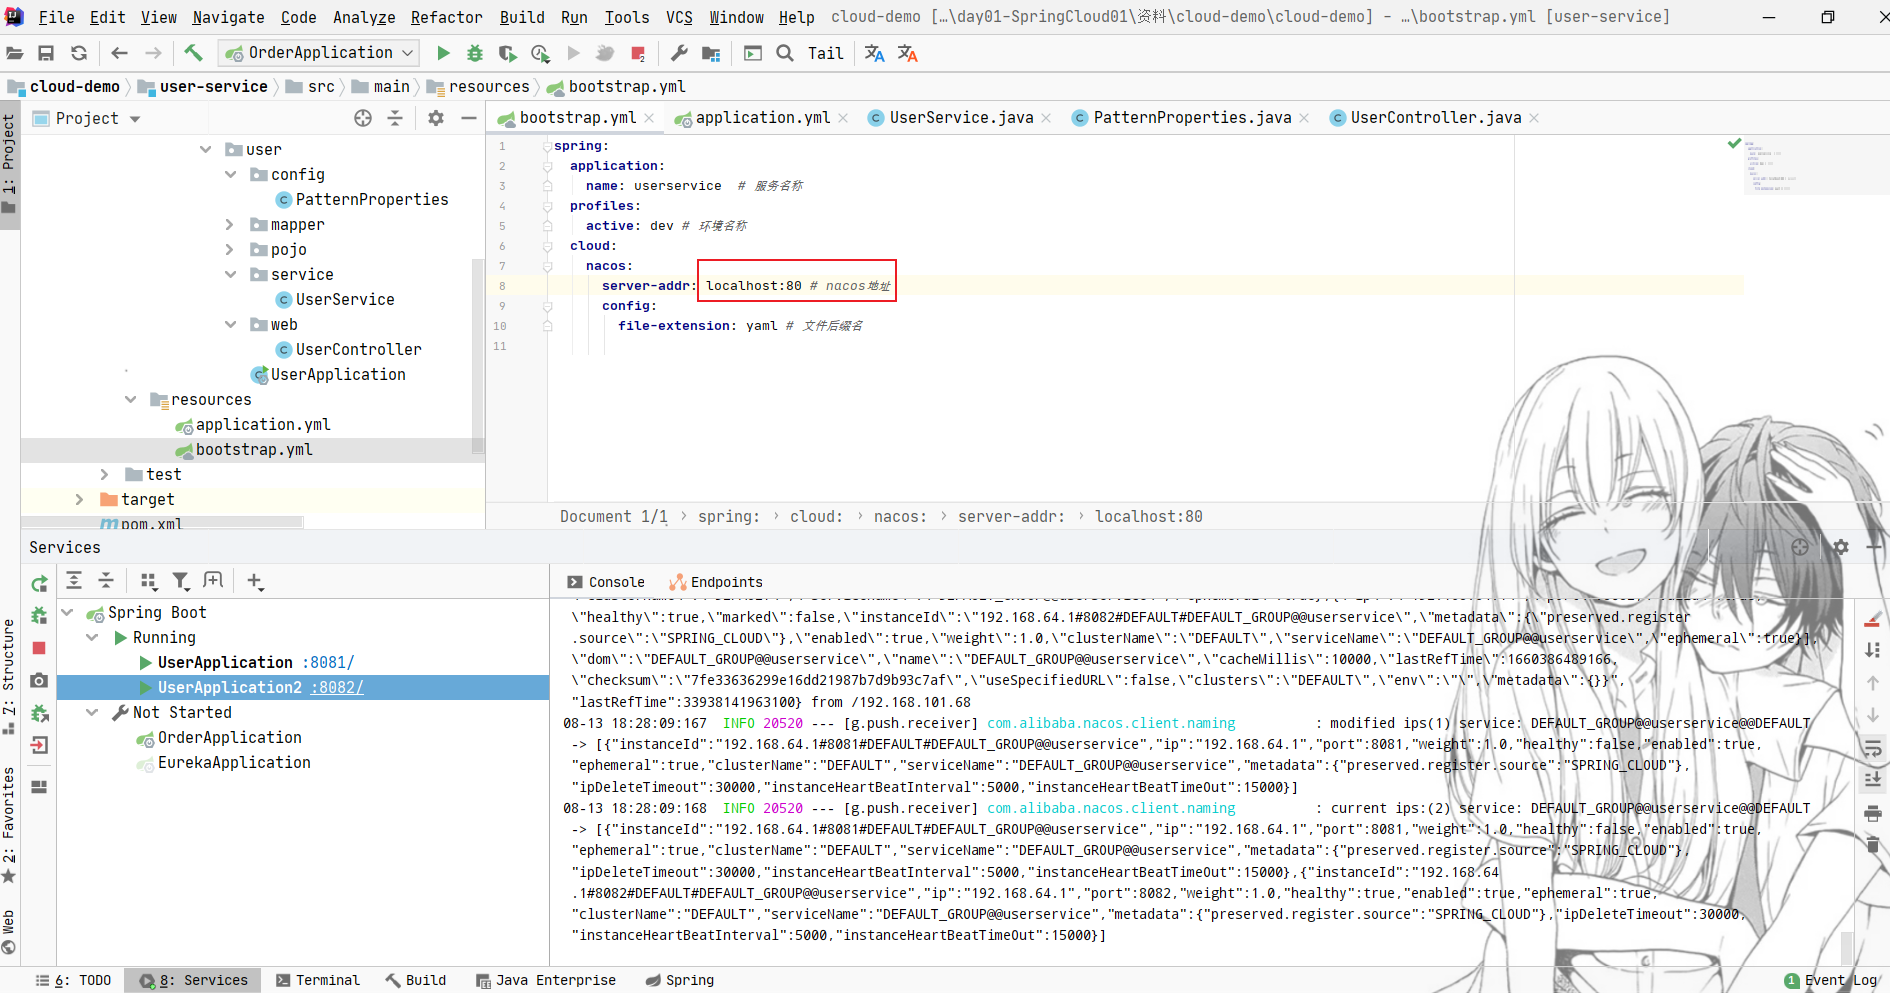 File Edit View Navigate Code Analyze Refactor Build Run Tools VCS Window Help cloud-demo […\day01-SpringCloud01\资料\cloud-demo\cloud-demo] - …\bootstrap.yml [user-service]
OrderApplication Tail
cloud-demo user-service src main resources bootstrap.yml
1: Project
Project
user
config
PatternProperties
mapper
pojo
service
UserService
web
UserController
UserApplication
resources
application.yml
bootstrap.yml
test
target
pom.xml
bootstrap.yml application.yml UserService.java PatternProperties.java UserController.java
1 spring:
2 application:
3 name: userservice # 服务名称
4 profiles:
5 active: dev # 环境名称
6 cloud:
7 nacos:
8 server-addr: localhost:80 # nacos地址
9 config:
10 file-extension: yaml # 文件后缀名
11
Document 1/1 › spring: › cloud: › nacos: › server-addr: › localhost:80
Services
Z: Structure
2: Favorites
Web
Spring Boot
Running
UserApplication :8081/
UserApplication2 :8082/
Not Started
OrderApplication
EurekaApplication
Console Endpoints
\"healthy\":true,\"marked\":false,\"instanceId\":\"192.168.64.1#8082#DEFAULT#DEFAULT_GROUP@@userservice\",\"metadata\":{\"preserved.register
.source\":\"SPRING_CLOUD\"},\"enabled\":true,\"weight\":1.0,\"clusterName\":\"DEFAULT\",\"serviceName\":\"DEFAULT_GROUP@@userservice\",\"ephemeral\":true}],
\"dom\":\"DEFAULT_GROUP@@userservice\",\"name\":\"DEFAULT_GROUP@@userservice\",\"cacheMillis\":10000,\"lastRefTime\":1660386489166,
\"checksum\":\"7fe33636299e16dd21987b7d9b93c7af\",\"useSpecifiedURL\":false,\"clusters\":\"DEFAULT\",\"env\":\"\",\"metadata\":{}}",
"lastRefTime":33938141963100} from /192.168.101.68
08-13 18:28:09:167 INFO 20520 --- [g.push.receiver] com.alibaba.nacos.client.naming : modified ips(1) service: DEFAULT_GROUP@@userservice@@DEFAULT
-> [{"instanceId":"192.168.64.1#8081#DEFAULT#DEFAULT_GROUP@@userservice","ip":"192.168.64.1","port":8081,"weight":1.0,"healthy":false,"enabled":true,
"ephemeral":true,"clusterName":"DEFAULT","serviceName":"DEFAULT_GROUP@@userservice","metadata":{"preserved.register.source":"SPRING_CLOUD"},
"ipDeleteTimeout":30000,"instanceHeartBeatInterval":5000,"instanceHeartBeatTimeOut":15000}]
08-13 18:28:09:168 INFO 20520 --- [g.push.receiver] com.alibaba.nacos.client.naming : current ips:(2) service: DEFAULT_GROUP@@userservice@@DEFAULT
-> [{"instanceId":"192.168.64.1#8081#DEFAULT#DEFAULT_GROUP@@userservice","ip":"192.168.64.1","port":8081,"weight":1.0,"healthy":false,"enabled":true,
"ephemeral":true,"clusterName":"DEFAULT","serviceName":"DEFAULT_GROUP@@userservice","metadata":{"preserved.register.source":"SPRING_CLOUD"},
"ipDeleteTimeout":30000,"instanceHeartBeatInterval":5000,"instanceHeartBeatTimeOut":15000},{"instanceId":"192.168.64
.1#8082#DEFAULT#DEFAULT_GROUP@@userservice","ip":"192.168.64.1","port":8082,"weight":1.0,"healthy":true,"enabled":true,"ephemeral":true,
"clusterName":"DEFAULT","serviceName":"DEFAULT_GROUP@@userservice","metadata":{"preserved.register.source":"SPRING_CLOUD"},"ipDeleteTimeout":30000,
"instanceHeartBeatInterval":5000,"instanceHeartBeatTimeOut":15000}]
6: TODO 8: Services Terminal Build Java Enterprise Spring 1 Event Log